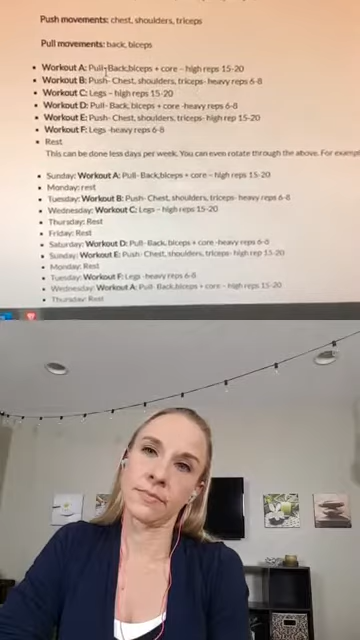 Push movements: chest, shoulders, triceps
Pull movements: back, biceps
Workout A: Pull-Back,biceps + core – high reps 15-20
Workout B: Push- Chest, shoulders, triceps- heavy reps 6-8
Workout C: Legs – high reps 15-20
Workout D: Pull- Back, biceps + core -heavy reps 6-8
Workout E: Push- Chest, shoulders, triceps- high rep 15-20
Workout F: Legs -heavy reps 6-8
Rest
This can be done less days per week. You can even rotate through the above. For exampl
Sunday: Workout A: Pull- Back, biceps + core – high reps 15-20
Monday: rest
Tuesday: Workout B: Push- Chest, shoulders, triceps- heavy reps 6-8
Wednesday: Workout C: Legs – high reps 15-20
Thursday: Rest
Friday: Rest
Saturday: Workout D: Pull- Back, biceps + core -heavy reps 6-8
Sunday: Workout E: Push- Chest, shoulders, triceps- high rep 15-20
Monday: Rest
Tuesday: Workout F: Legs -heavy reps 6-8
Wednesday: Workout A: Pull- Back,biceps + core – high reps 15-20
Thursday: Rest